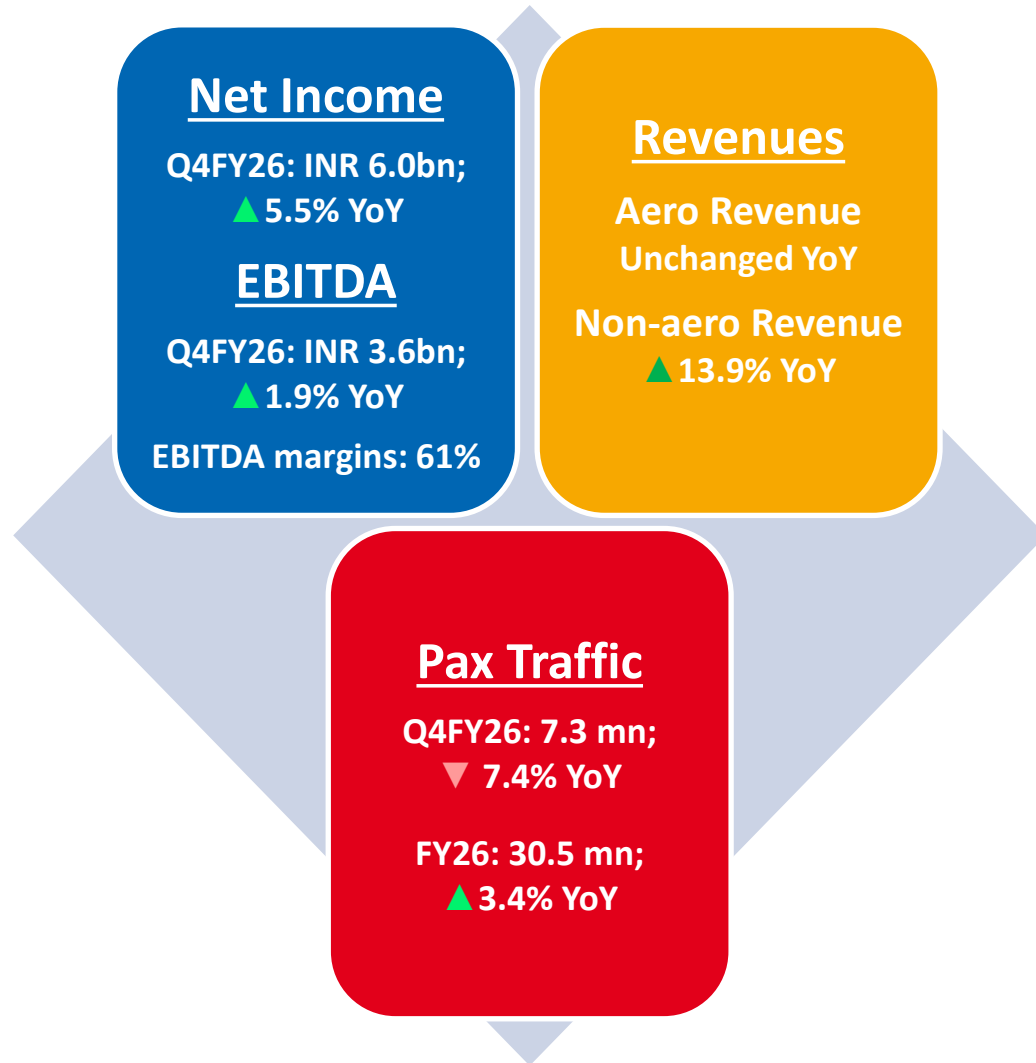 Net Income
Q4FY26: INR 6.0bn;
▲ 5.5% YoY
EBITDA
Q4FY26: INR 3.6bn;
▲ 1.9% YoY
EBITDA margins: 61%
Revenues
Aero Revenue
Unchanged YoY
Non-aero Revenue
▲ 13.9% YoY
Pax Traffic
Q4FY26: 7.3 mn;
▼ 7.4% YoY
FY26: 30.5 mn;
▲ 3.4% YoY